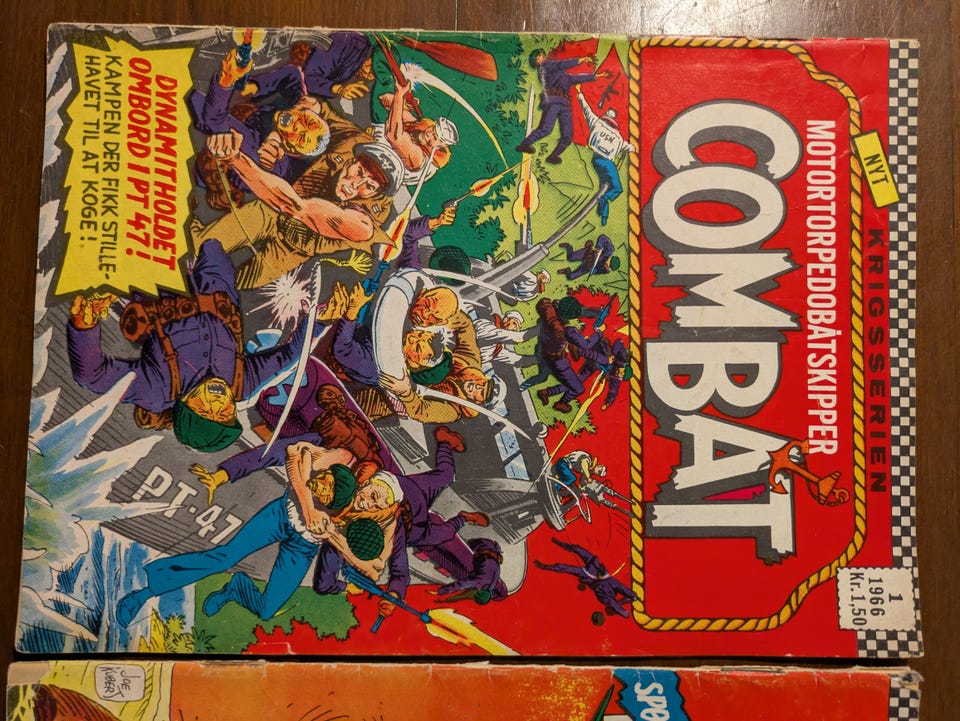 NYT
KRIGSSERIEN
1
1966
Kr. 1,50
MOTORTORPEDOBÅTSKIPPER
COMBAT
DYNAMITHOLDET
OMBORD I PT 47!
KAMPEN DER FIKK STILLE-
HAVET TIL AT KOGE!
PT-47
JOE
KUBERT